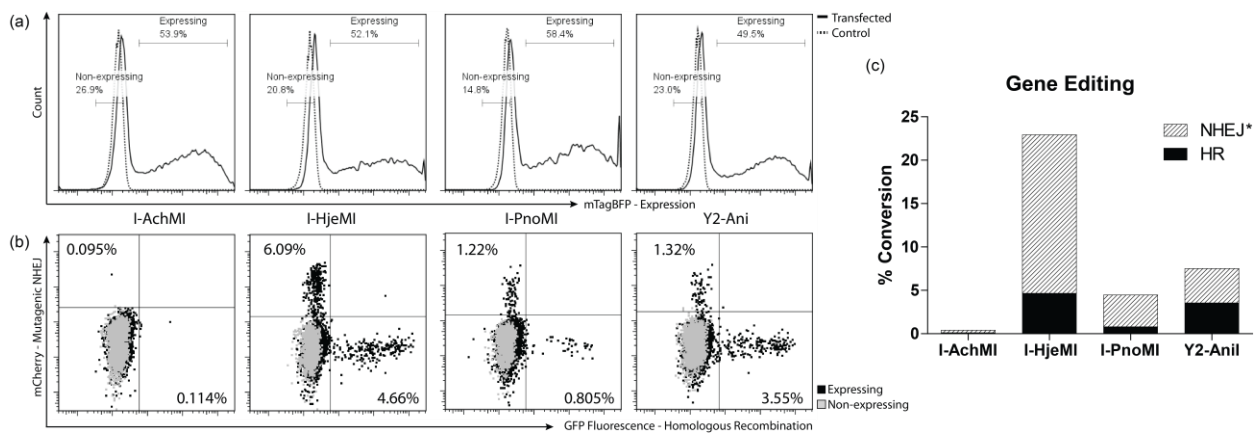 (a)
Count
Expressing
53.9%
Non-expressing
26.9%
Expressing
52.1%
Non-expressing
20.8%
Expressing
58.4%
Non-expressing
14.8%
Expressing
49.5%
Non-expressing
23.0%
Transfected
Control
mTagBFP - Expression
I-AchMI
I-HjeMI
I-PnoMI
Y2-Ani
(b)
mCherry - Mutagenic NHEJ
0.095%
0.114%
6.09%
4.66%
1.22%
0.805%
1.32%
3.55%
Expressing
Non-expressing
GFP Fluorescence - Homologous Recombination
(c)
Gene Editing
NHEJ*
HR
% Conversion
25
20
15
10
5
0
I-AchMI
I-HjeMI
I-PnoMI
Y2-AniI